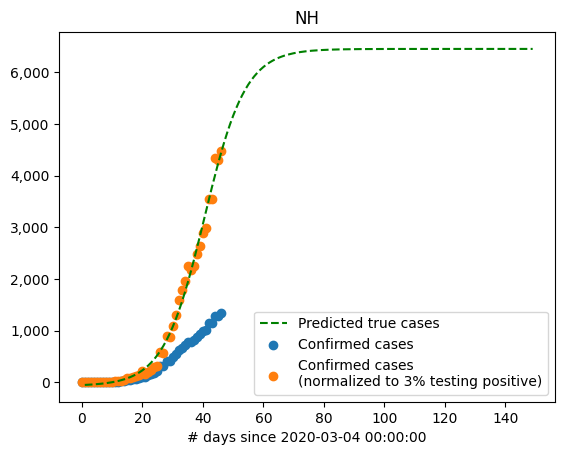 NH
6,000
5,000
4,000
3,000
2,000
1,000
0
Predicted true cases
Confirmed cases
Confirmed cases
(normalized to 3% testing positive)
0 20 40 60 80 100 120 140
# days since 2020-03-04 00:00:00